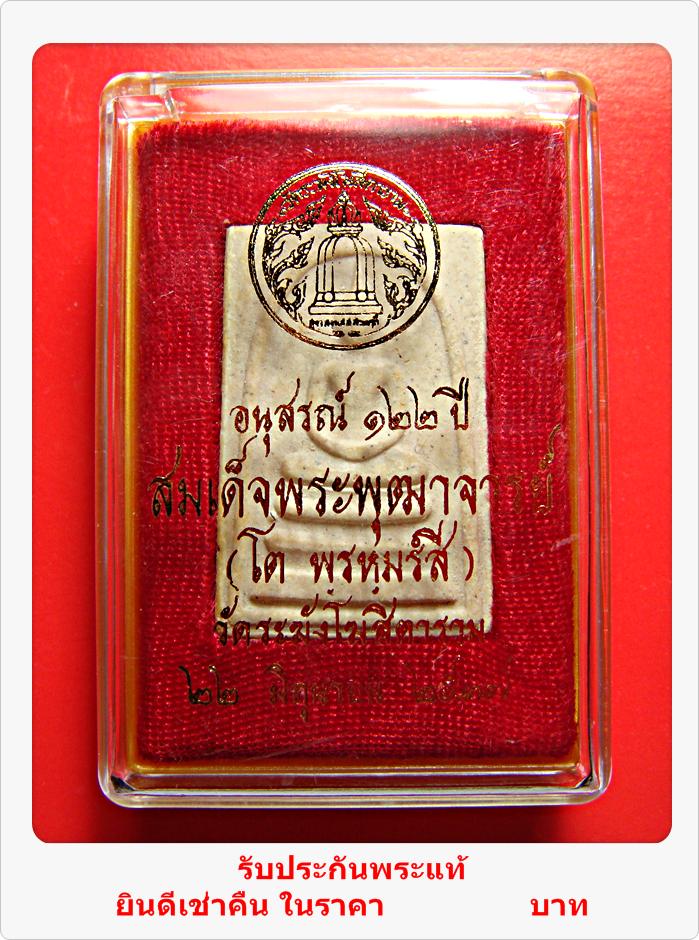 อนุสรณ์ ๑๒๒ ปี
สมเด็จพระพุฒาจารย์
(โต พฺรหฺมรํสี)
วัดระฆังโฆสิตาราม
๒๒ มิถุนายน
รับประกันพระแท้
ยินดีเช่าคืน ในราคา บาท